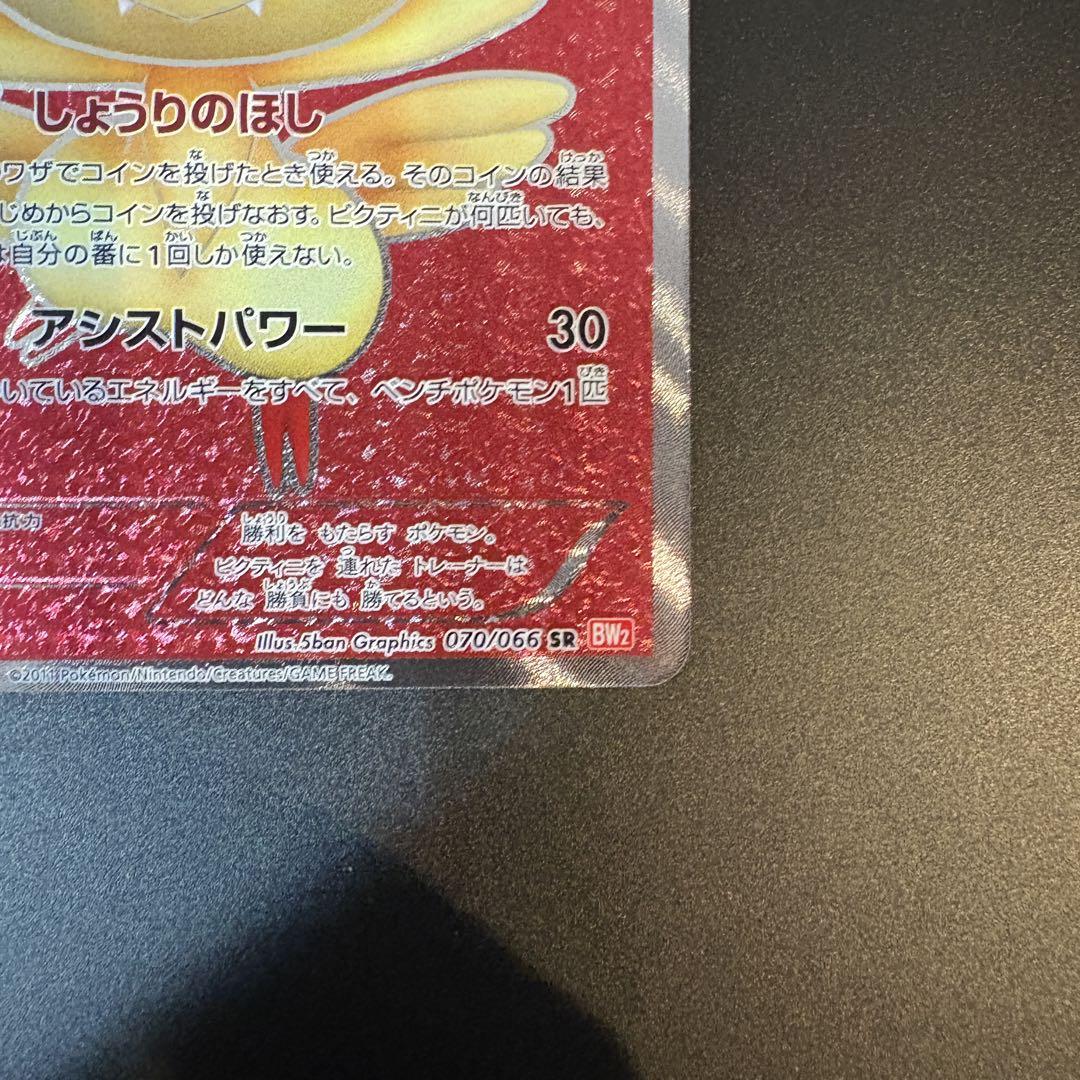 しょうりのほし
ワザでコインを投げたとき使える。そのコインの結果
じめからコインを投げなおす。ビクティニが何匹いても、
は自分の番に1回しか使えない。
アシストパワー 30
いているエネルギーをすべて、ベンチポケモン1匹
抗力
勝利を もたらす ポケモン。
ビクティニを 連れた トレーナーは
どんな 勝負にも 勝てるという。
Illus. 5ban Graphics 070/066 SR BW2
©2011 Pokémon/Nintendo/Creatures/GAME FREAK.